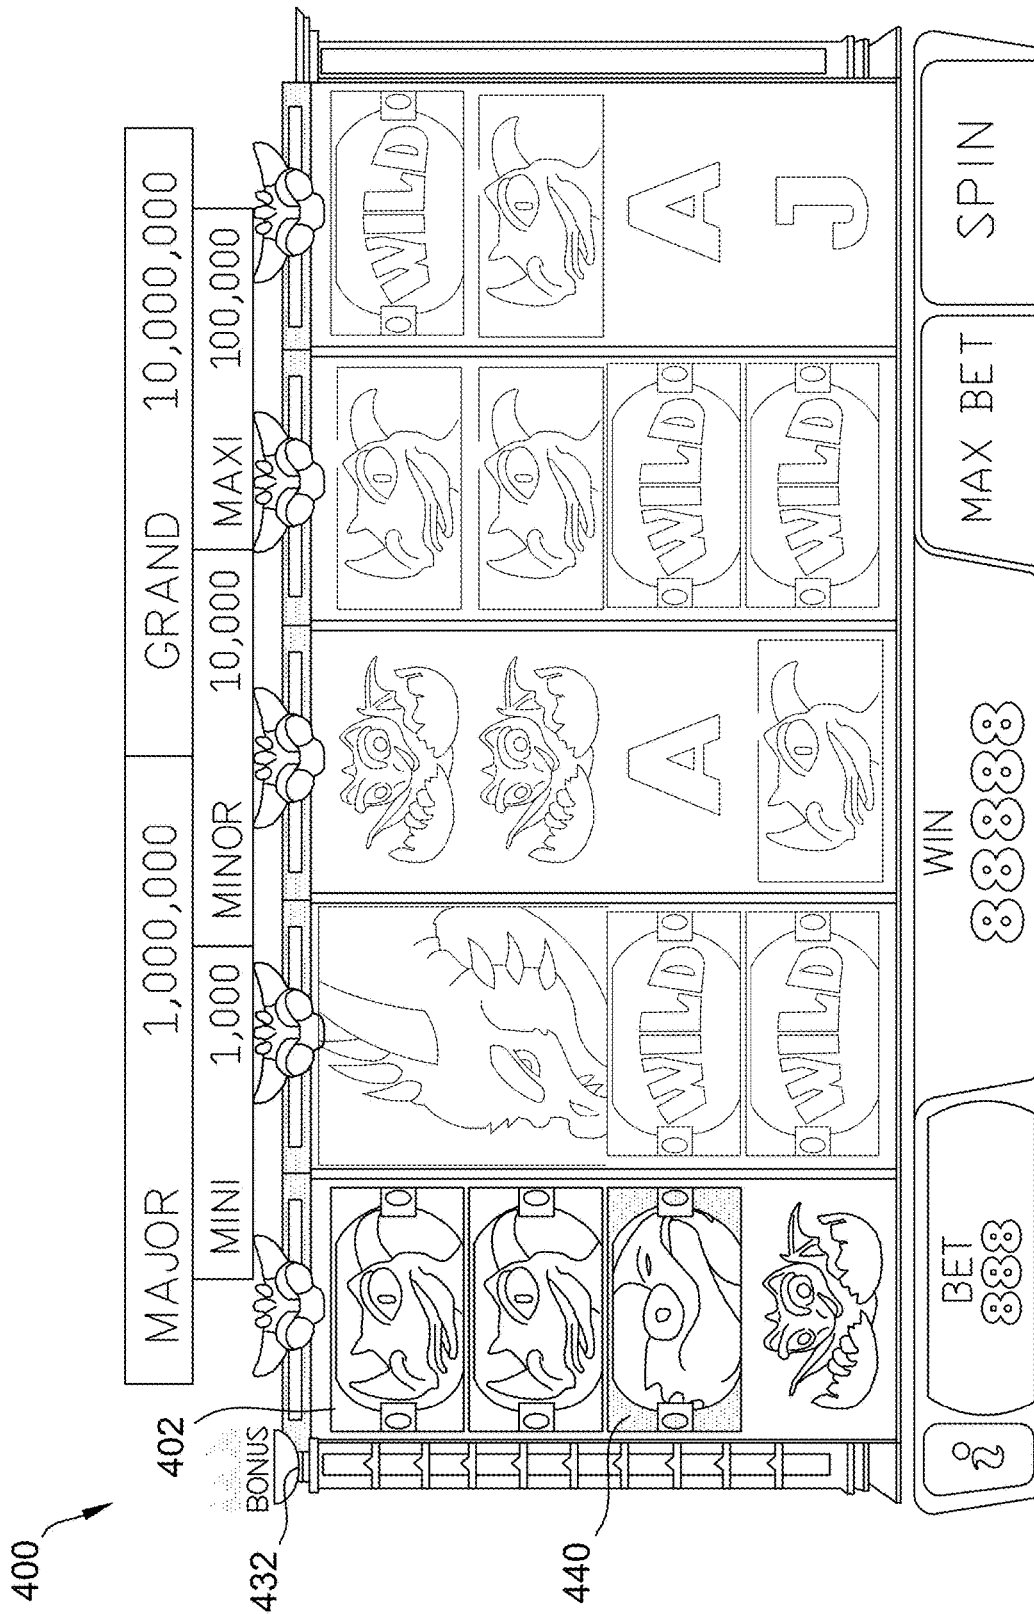 400
MAJOR 1,000,000 GRAND 10,000,000
MINI 1,000 MINOR 10,000 MAXI 100,000
402
432
BONUS
440
WILD
WILD WILD
WILD WILD
WILD
A A
J
BET
888
WIN
88888
MAX BET
SPIN
i